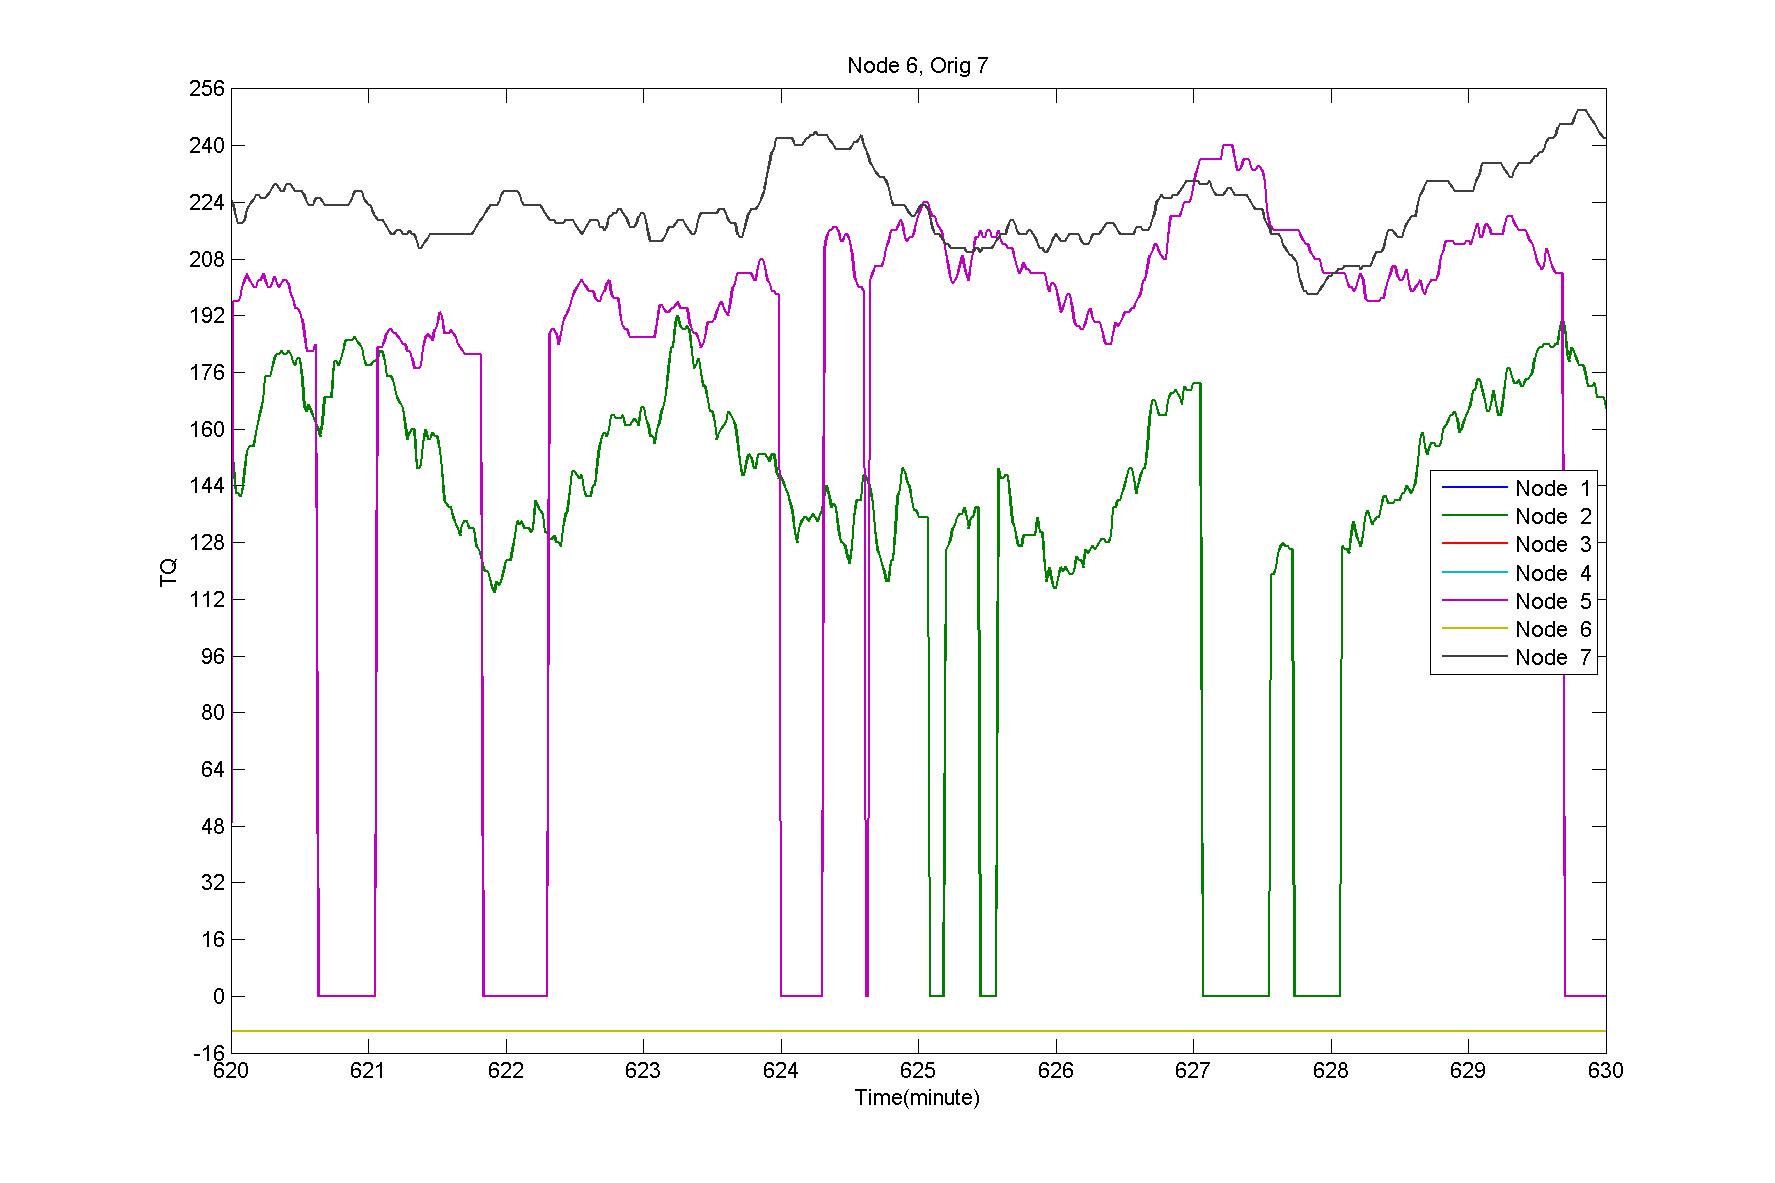 Node 6, Orig 7
256
240
224
208
192
176
160
144
128
112
96
80
64
48
32
16
0
-16
TQ
Node 1
Node 2
Node 3
Node 4
Node 5
Node 6
Node 7
620 621 622 623 624 625 626 627 628 629 630
Time(minute)